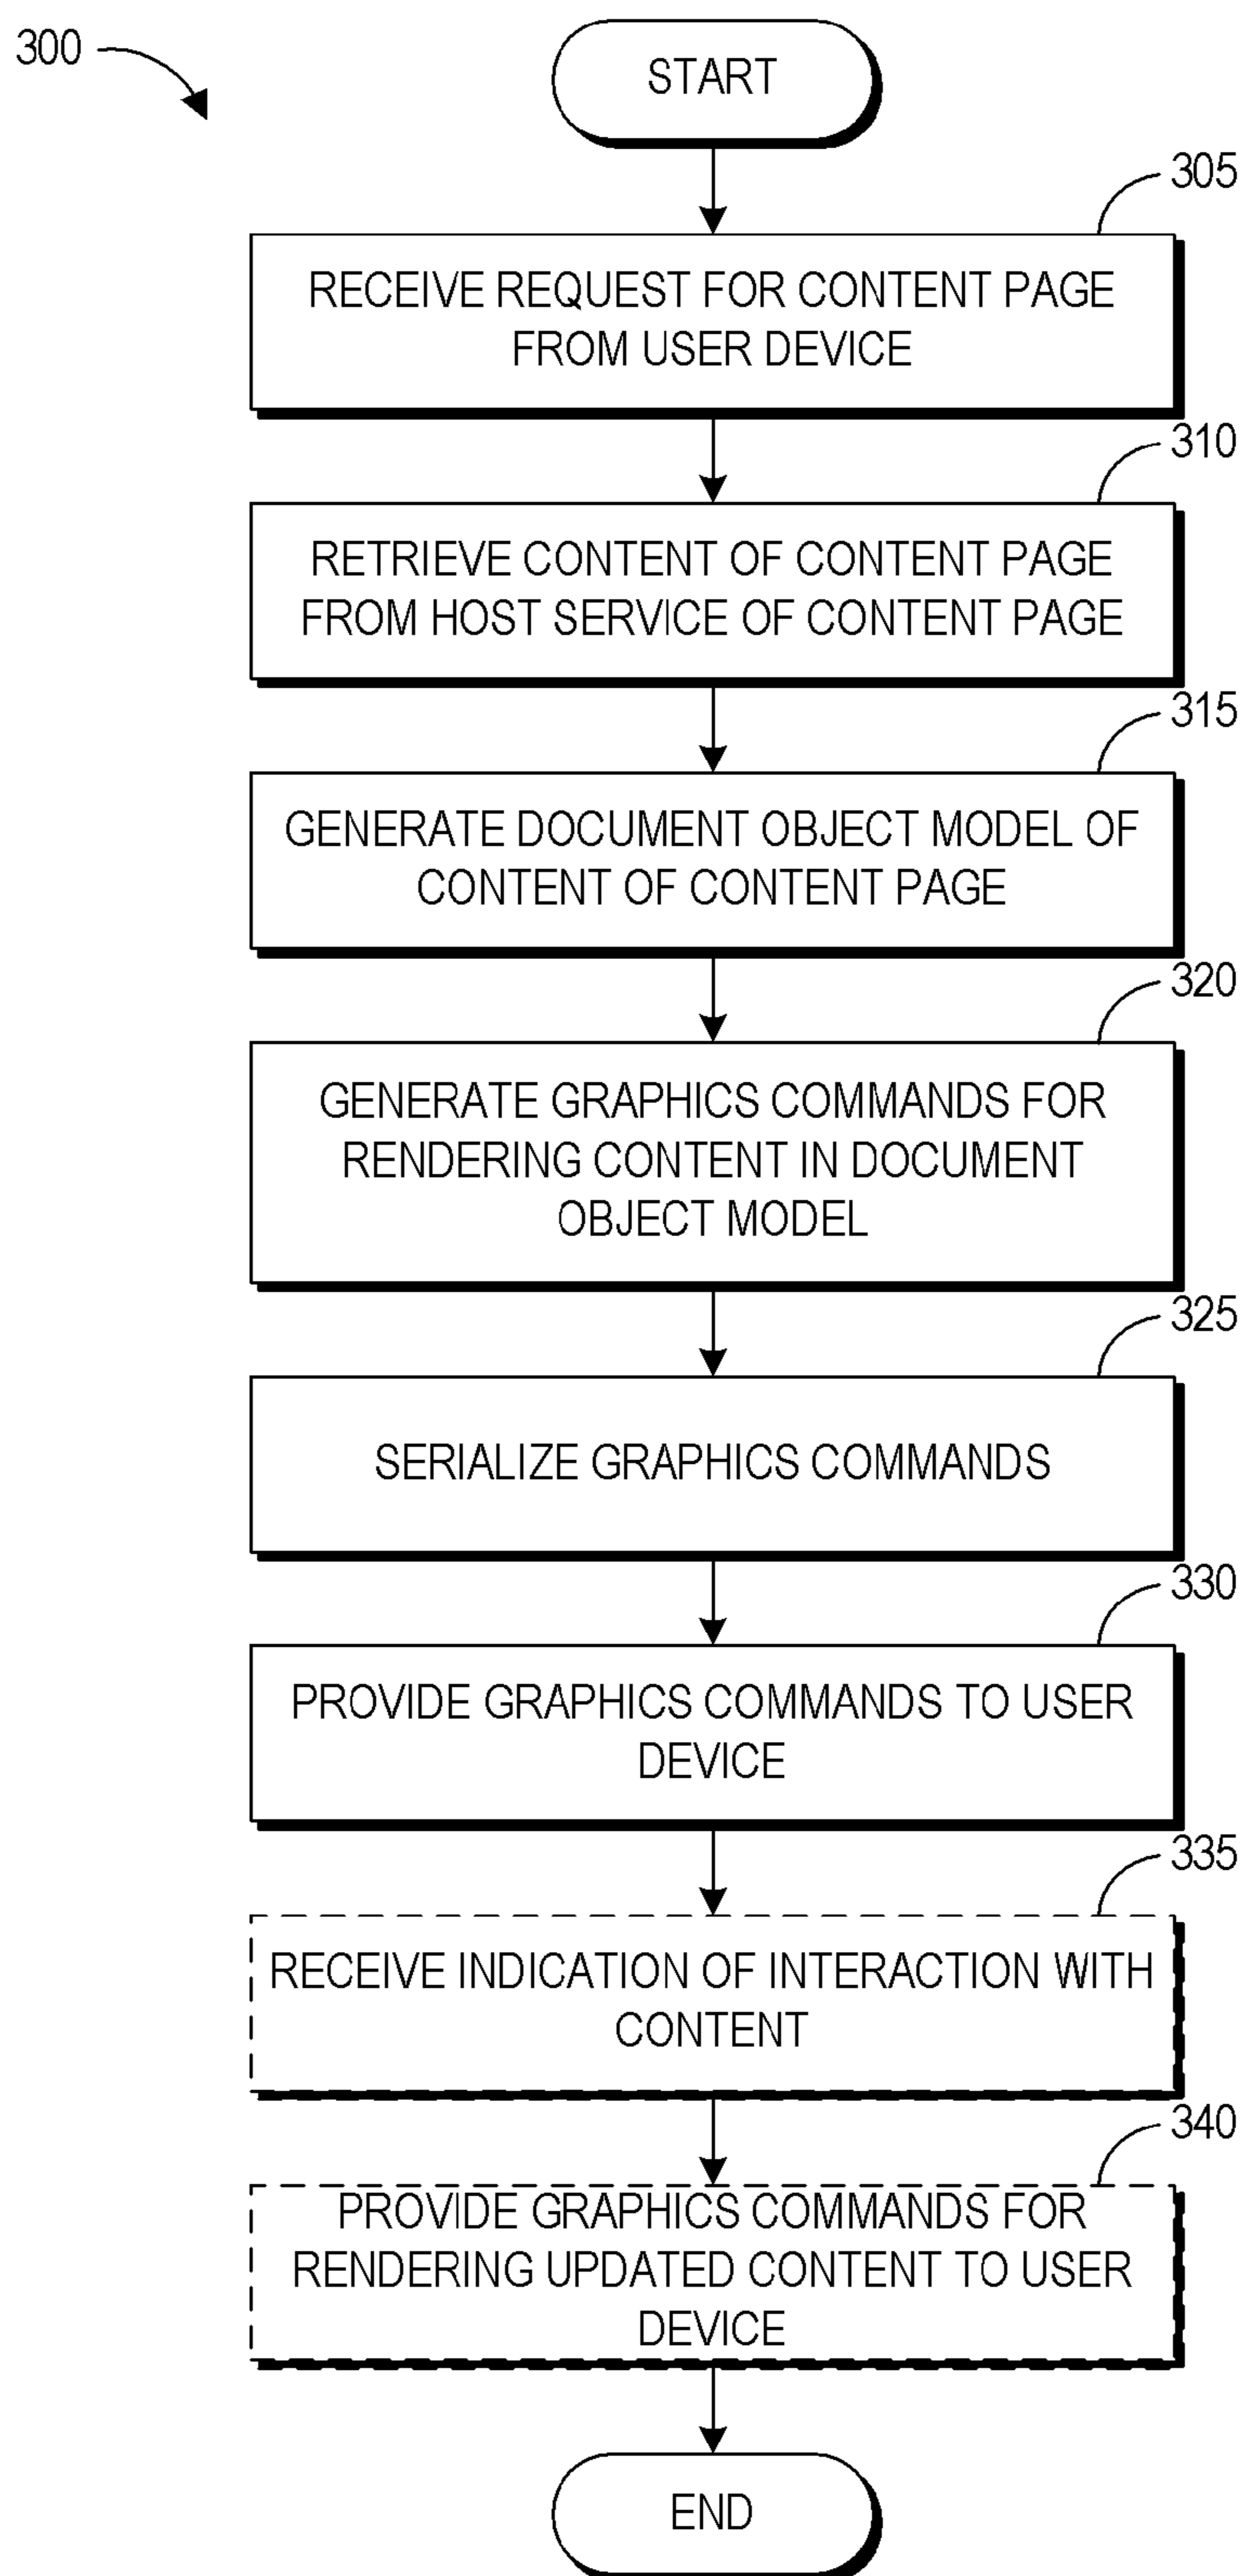 300
START
305
RECEIVE REQUEST FOR CONTENT PAGE
FROM USER DEVICE
310
RETRIEVE CONTENT OF CONTENT PAGE
FROM HOST SERVICE OF CONTENT PAGE
315
GENERATE DOCUMENT OBJECT MODEL OF
CONTENT OF CONTENT PAGE
320
GENERATE GRAPHICS COMMANDS FOR
RENDERING CONTENT IN DOCUMENT
OBJECT MODEL
325
SERIALIZE GRAPHICS COMMANDS
330
PROVIDE GRAPHICS COMMANDS TO USER
DEVICE
335
RECEIVE INDICATION OF INTERACTION WITH
CONTENT
340
PROVIDE GRAPHICS COMMANDS FOR
RENDERING UPDATED CONTENT TO USER
DEVICE
END